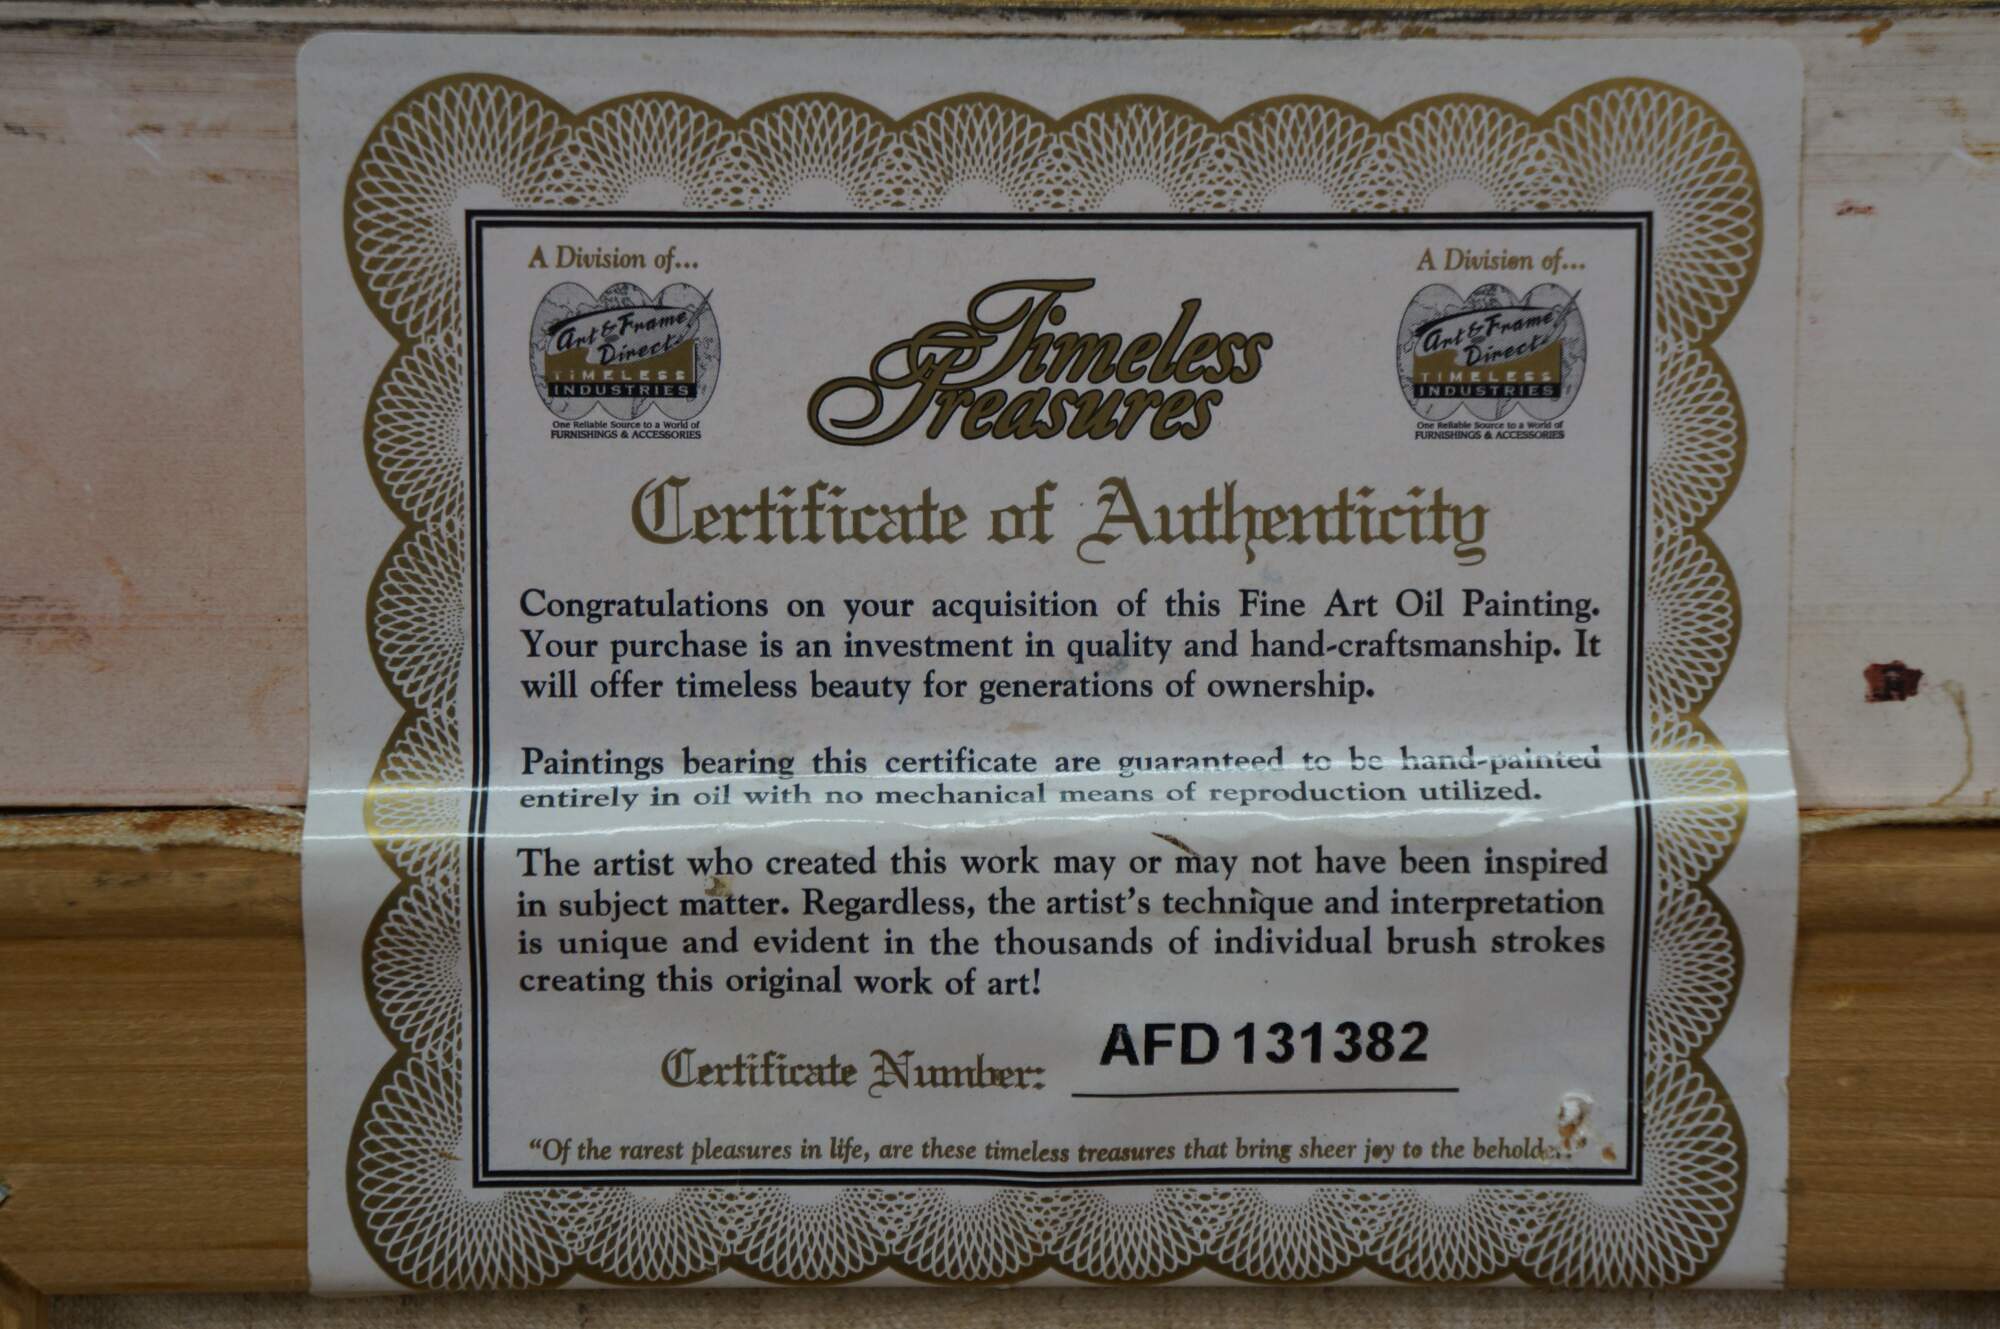 A Division of...
Art & Frame
Direct
TIMELESS
INDUSTRIES
One Reliable Source to a World of
FURNISHINGS & ACCESSORIES
Timeless
Treasures
A Division of...
Art & Frame
Direct
TIMELESS
INDUSTRIES
One Reliable Source to a World of
FURNISHINGS & ACCESSORIES
Certificate of Authenticity
Congratulations on your acquisition of this Fine Art Oil Painting.
Your purchase is an investment in quality and hand-craftsmanship. It
will offer timeless beauty for generations of ownership.
Paintings bearing this certificate are guaranteed to be hand-painted
entirely in oil with no mechanical means of reproduction utilized.
The artist who created this work may or may not have been inspired
in subject matter. Regardless, the artist's technique and interpretation
is unique and evident in the thousands of individual brush strokes
creating this original work of art!
Certificate Number: AFD 131382
"Of the rarest pleasures in life, are these timeless treasures that bring sheer joy to the